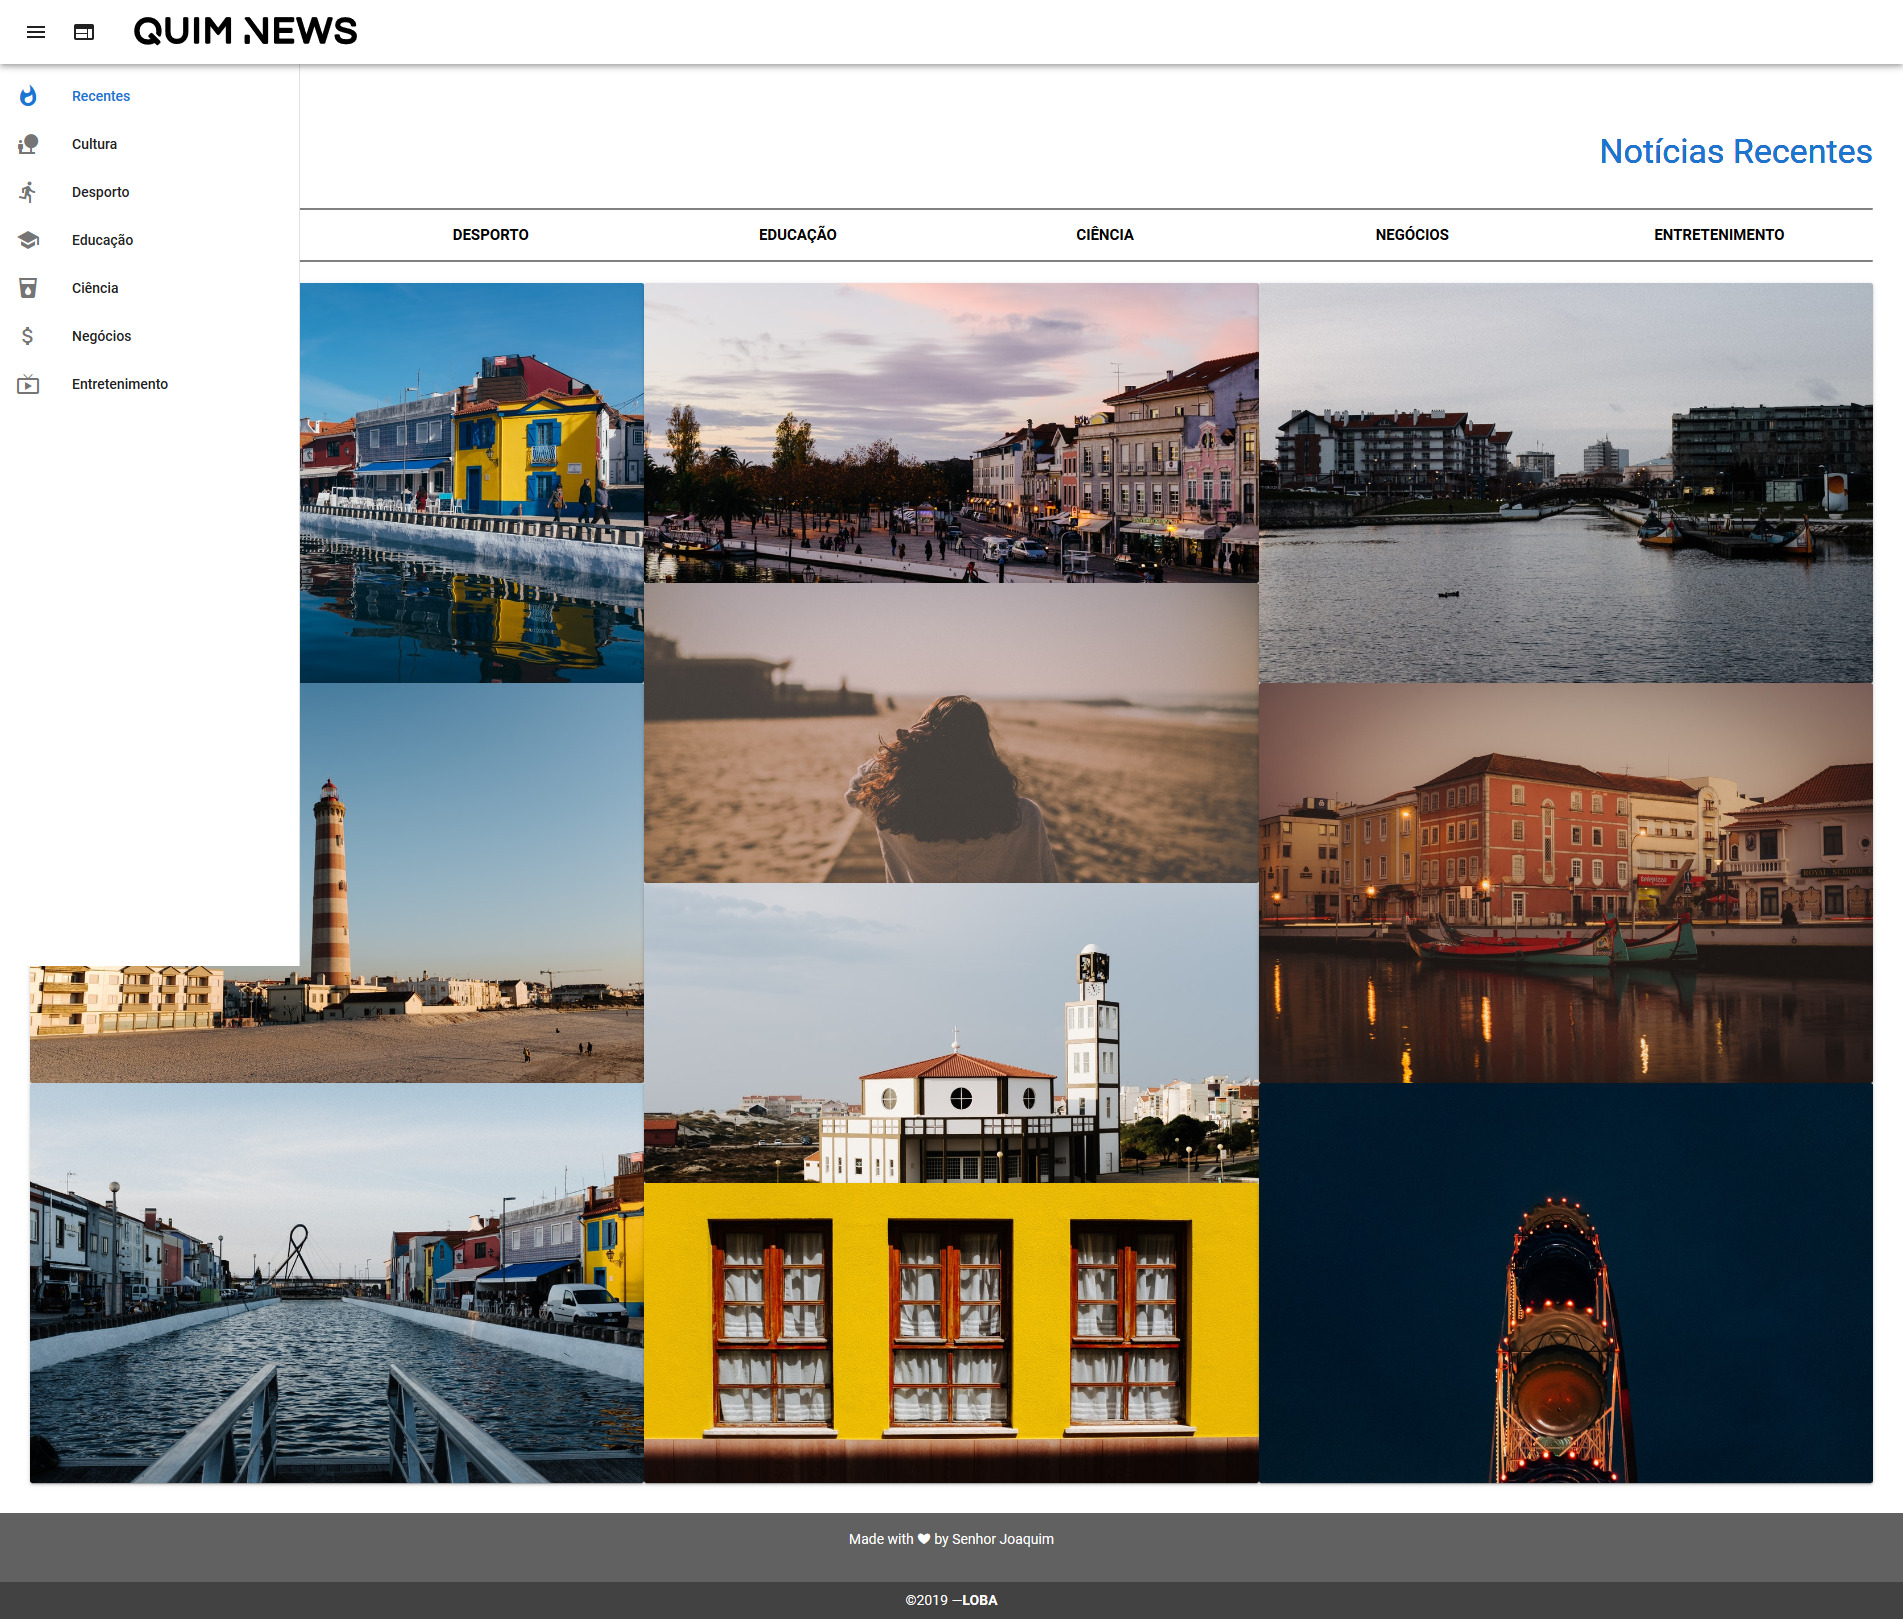 QUIM NEWS
Recentes
Cultura
Desporto
Educação
Ciência
Negócios
Entretenimento
Notícias Recentes
DESPORTO EDUCAÇÃO CIÊNCIA NEGÓCIOS ENTRETENIMENTO
telepizza
Made with ♥ by Senhor Joaquim
©2019 —LOBA